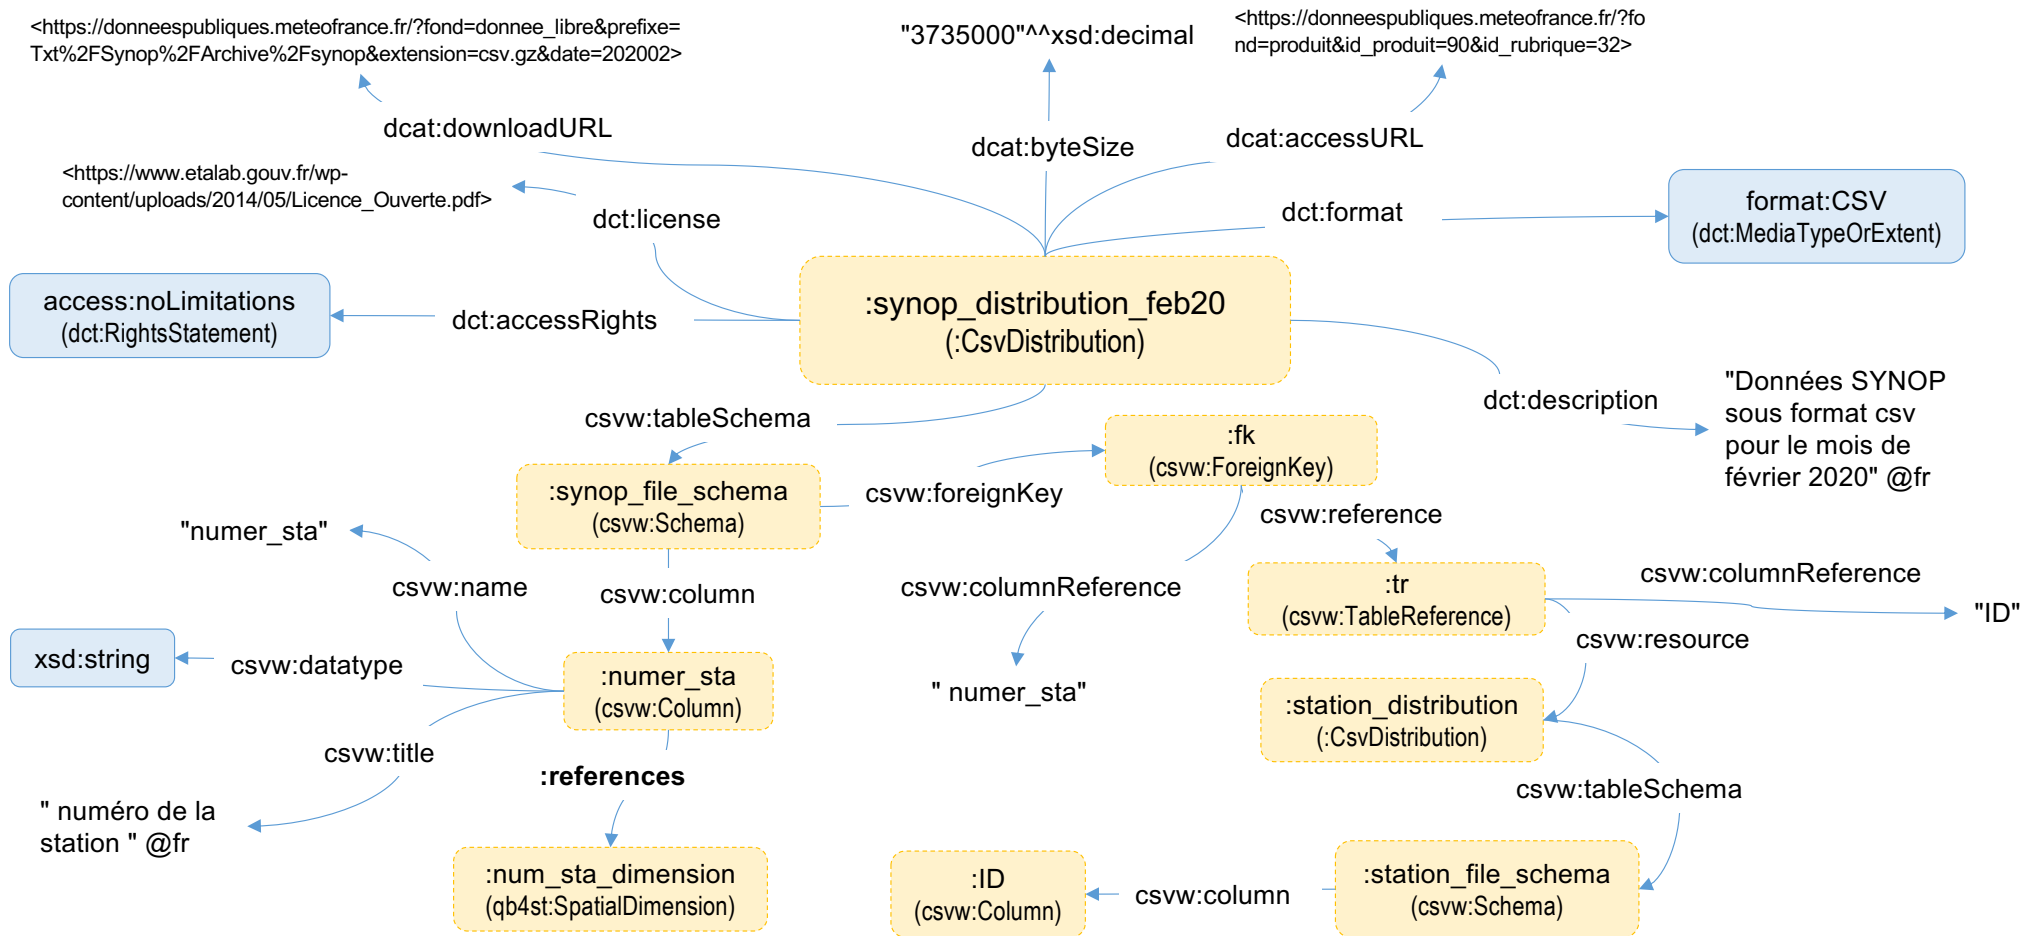 <https://donneespubliques.meteofrance.fr/?fond=donnee_libre&prefixe=
Txt%2FSynop%2FArchive%2Fsynop&extension=csv.gz&date=202002>
"3735000"^^xsd:decimal
<https://donneespubliques.meteofrance.fr/?fo
nd=produit&id_produit=90&id_rubrique=32>
dcat:downloadURL
dcat:byteSize
dcat:accessURL
<https://www.etalab.gouv.fr/wp-
content/uploads/2014/05/Licence_Ouverte.pdf>
dct:license
dct:format
format:CSV
(dct:MediaTypeOrExtent)
access:noLimitations
(dct:RightsStatement)
dct:accessRights
:synop_distribution_feb20
(:CsvDistribution)
dct:description
"Données SYNOP
sous format csv
pour le mois de
février 2020" @fr
csvw:tableSchema
:fk
(csvw:ForeignKey)
:synop_file_schema
(csvw:Schema)
csvw:foreignKey
csvw:reference
"numer_sta"
csvw:name
csvw:column
csvw:columnReference
:tr
(csvw:TableReference)
csvw:columnReference
"ID"
xsd:string
csvw:datatype
:numer_sta
(csvw:Column)
" numer_sta"
csvw:resource
:station_distribution
(:CsvDistribution)
csvw:title
:references
csvw:tableSchema
" numéro de la
station " @fr
:num_sta_dimension
(qb4st:SpatialDimension)
:ID
(csvw:Column)
csvw:column
:station_file_schema
(csvw:Schema)